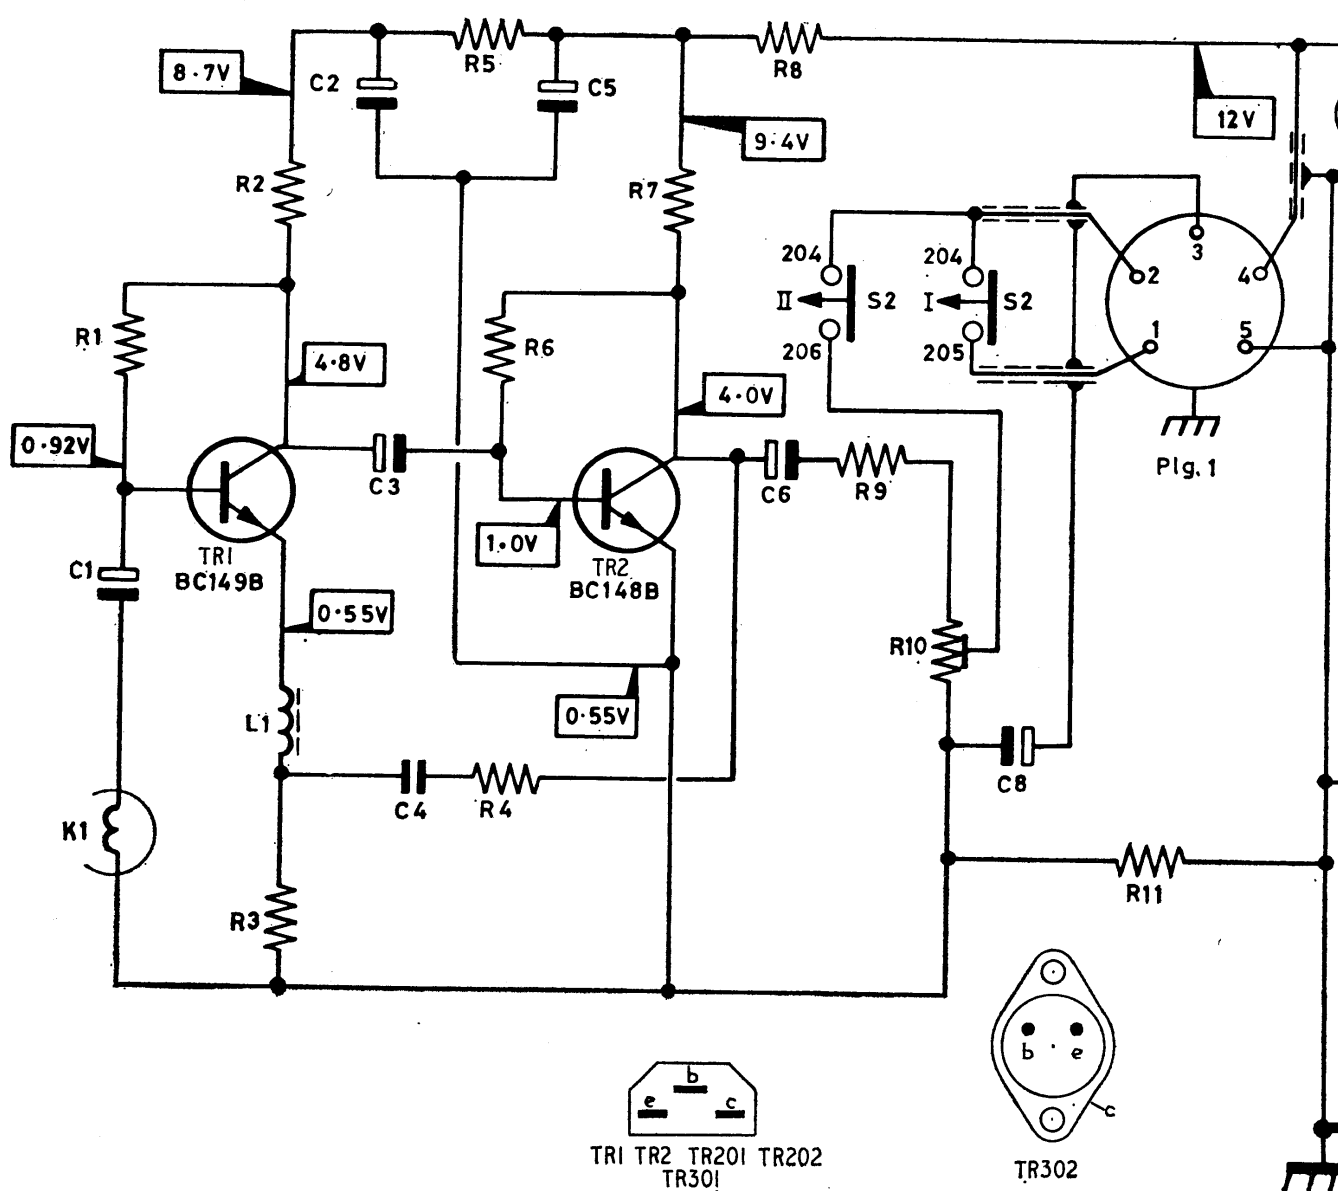 R5
R8
8·7V
C2
C5
12V
9·4V
R2
R7
204
204
3
2
4
II
S2
I
S2
R1
R6
1
5
206
205
4·8V
4·0V
0·92V
C3
C6
R9
Plg.1
1·0V
TR1
BC149B
TR2
BC148B
C1
0·55V
R10
L1
0·55V
C4
R4
C8
K1
R3
R11
b
e
b
e
c
c
TR1 TR2 TR201 TR202
TR301
TR302